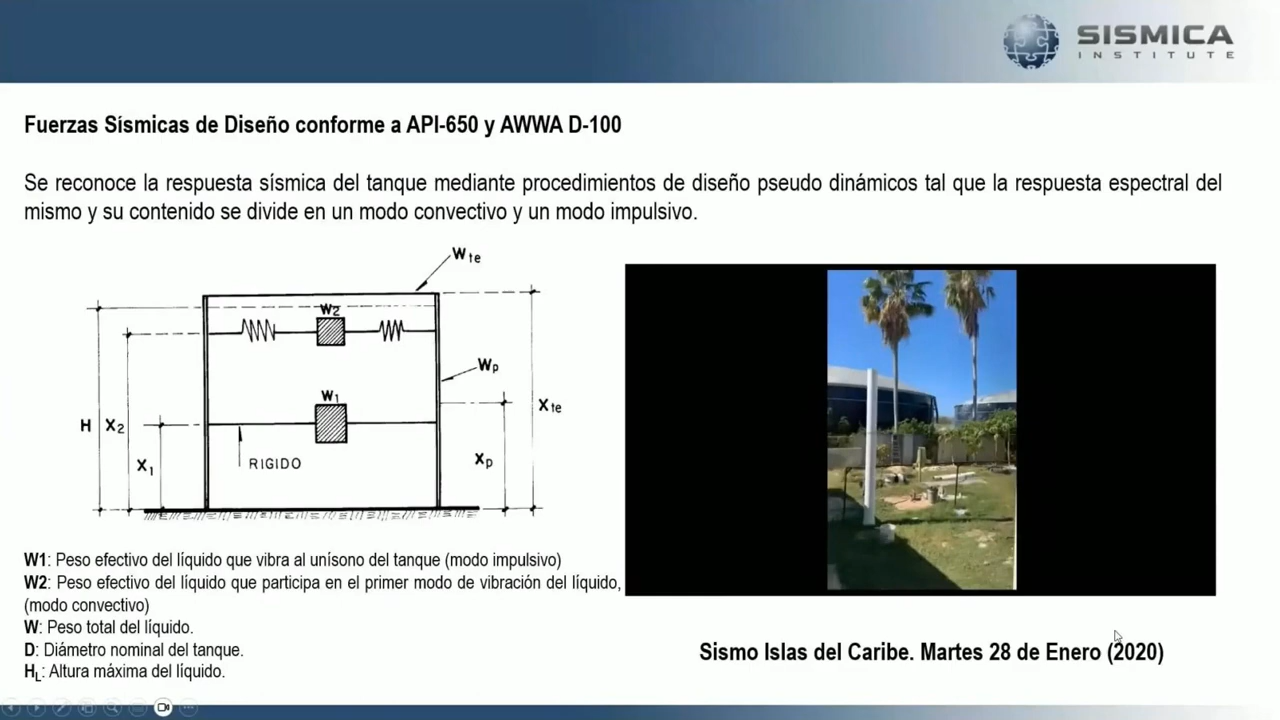 SISMICA
INSTITUTE
Fuerzas Sísmicas de Diseño conforme a API-650 y AWWA D-100
Se reconoce la respuesta sísmica del tanque mediante procedimientos de diseño pseudo dinámicos tal que la respuesta espectral del
mismo y su contenido se divide en un modo convectivo y un modo impulsivo.
Wte
W2
Wp
W1
Xte
H
X2
X1
RIGIDO
Xp
W1: Peso efectivo del líquido que vibra al unísono del tanque (modo impulsivo)
W2: Peso efectivo del líquido que participa en el primer modo de vibración del líquido,
(modo convectivo)
W: Peso total del líquido.
D: Diámetro nominal del tanque.
HL: Altura máxima del líquido.
Sismo Islas del Caribe. Martes 28 de Enero (2020)